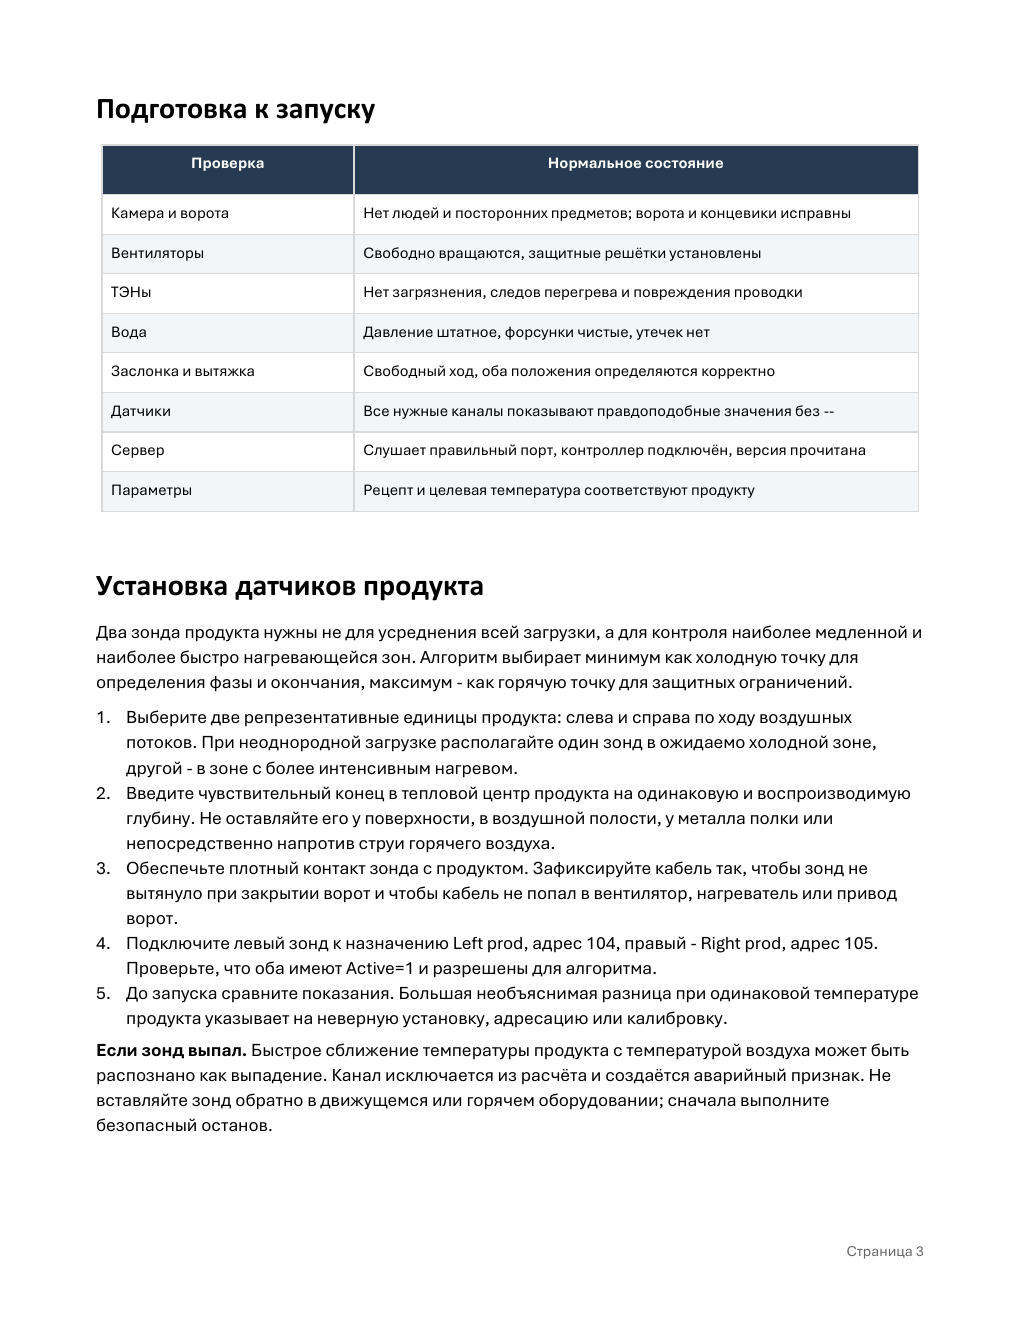 Подготовка к запуску
Проверка Нормальное состояние
Камера и ворота Нет людей и посторонних предметов; ворота и концевики исправны
Вентиляторы Свободно вращаются, защитные решётки установлены
ТЭНы Нет загрязнения, следов перегрева и повреждения проводки
Вода Давление штатное, форсунки чистые, утечек нет
Заслонка и вытяжка Свободный ход, оба положения определяются корректно
Датчики Все нужные каналы показывают правдоподобные значения без --
Сервер Слушает правильный порт, контроллер подключён, версия прочитана
Параметры Рецепт и целевая температура соответствуют продукту
Установка датчиков продукта
Два зонда продукта нужны не для усреднения всей загрузки, а для контроля наиболее медленной и
наиболее быстро нагревающейся зон. Алгоритм выбирает минимум как холодную точку для
определения фазы и окончания, максимум - как горячую точку для защитных ограничений.
1. Выберите две репрезентативные единицы продукта: слева и справа по ходу воздушных
потоков. При неоднородной загрузке располагайте один зонд в ожидаемо холодной зоне,
другой - в зоне с более интенсивным нагревом.
2. Введите чувствительный конец в тепловой центр продукта на одинаковую и воспроизводимую
глубину. Не оставляйте его у поверхности, в воздушной полости, у металла полки или
непосредственно напротив струи горячего воздуха.
3. Обеспечьте плотный контакт зонда с продуктом. Зафиксируйте кабель так, чтобы зонд не
вытянуло при закрытии ворот и чтобы кабель не попал в вентилятор, нагреватель или привод
ворот.
4. Подключите левый зонд к назначению Left prod, адрес 104, правый - Right prod, адрес 105.
Проверьте, что оба имеют Active=1 и разрешены для алгоритма.
5. До запуска сравните показания. Большая необъяснимая разница при одинаковой температуре
продукта указывает на неверную установку, адресацию или калибровку.
Если зонд выпал. Быстрое сближение температуры продукта с температурой воздуха может быть
распознано как выпадение. Канал исключается из расчёта и создаётся аварийный признак. Не
вставляйте зонд обратно в движущемся или горячем оборудовании; сначала выполните
безопасный останов.
Страница 3